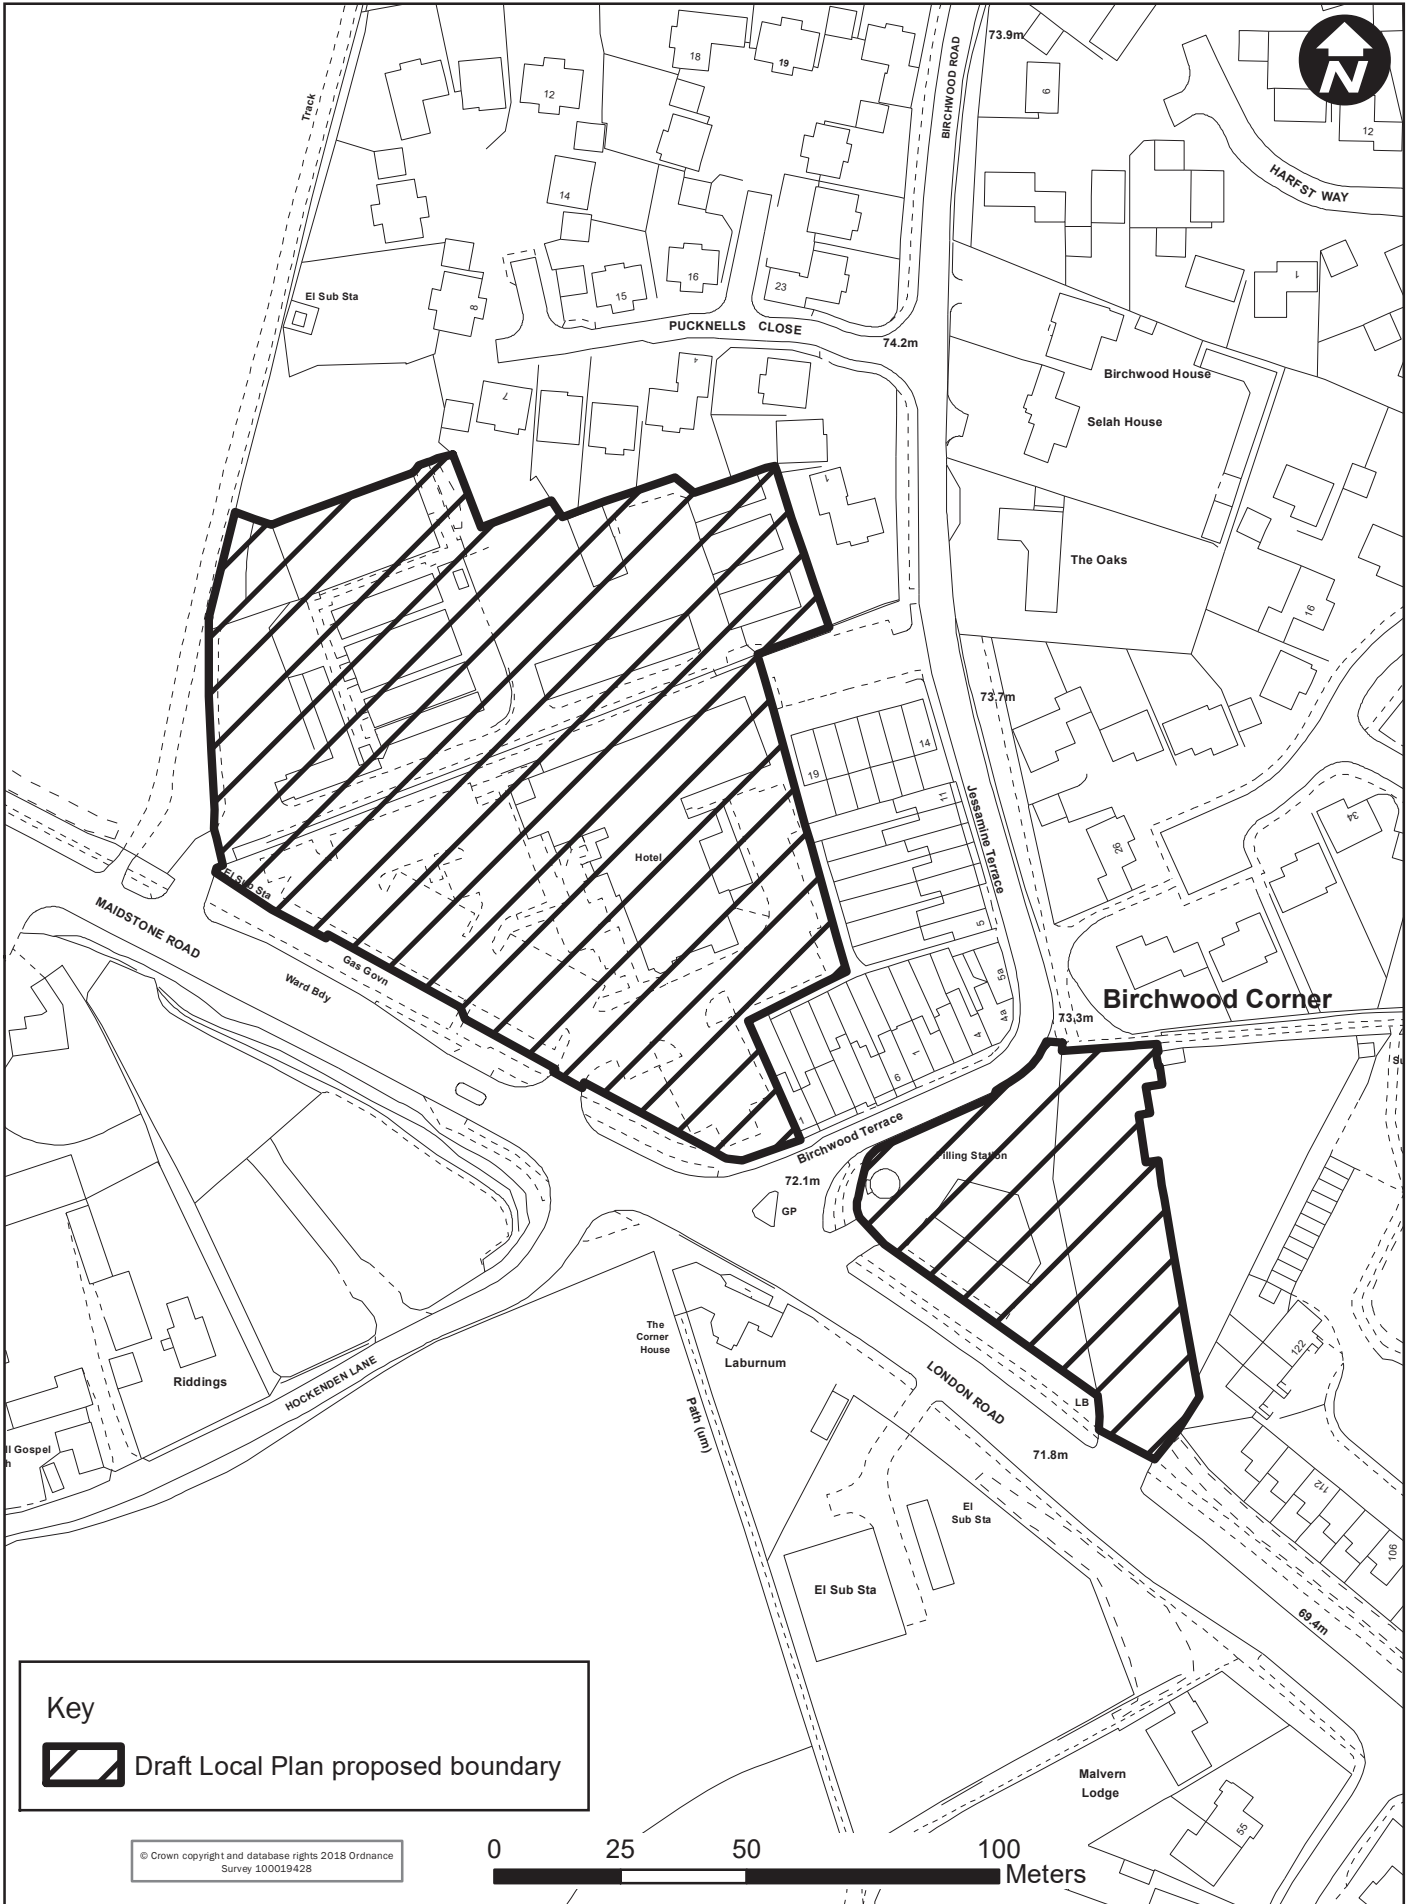 N
73.9m
BIRCHWOOD ROAD
18
19
12
6
12
HARFST WAY
Track
14
El Sub Sta
8
15
16
23
1
PUCKNELLS CLOSE
74.2m
Birchwood House
Selah House
4
7
1
The Oaks
16
73.7m
19
14
11
Jessamine Terrace
34
26
Hotel
5
El Sub Sta
MAIDSTONE ROAD
Gas Govn
Ward Bdy
5a
4a
4
1
6
1
Birchwood Corner
73.3m
Birchwood Terrace
72.1m
GP
illing Station
The
Corner
House
Laburnum
Riddings
HOCKENDEN LANE
LONDON ROAD
LB
122
Path (um)
71.8m
ll Gospel
h
112
106
El
Sub Sta
El Sub Sta
69.4m
Malvern
Lodge
55
Key
Draft Local Plan proposed boundary
© Crown copyright and database rights 2018 Ordnance
Survey 100019428
0 25 50 100
Meters